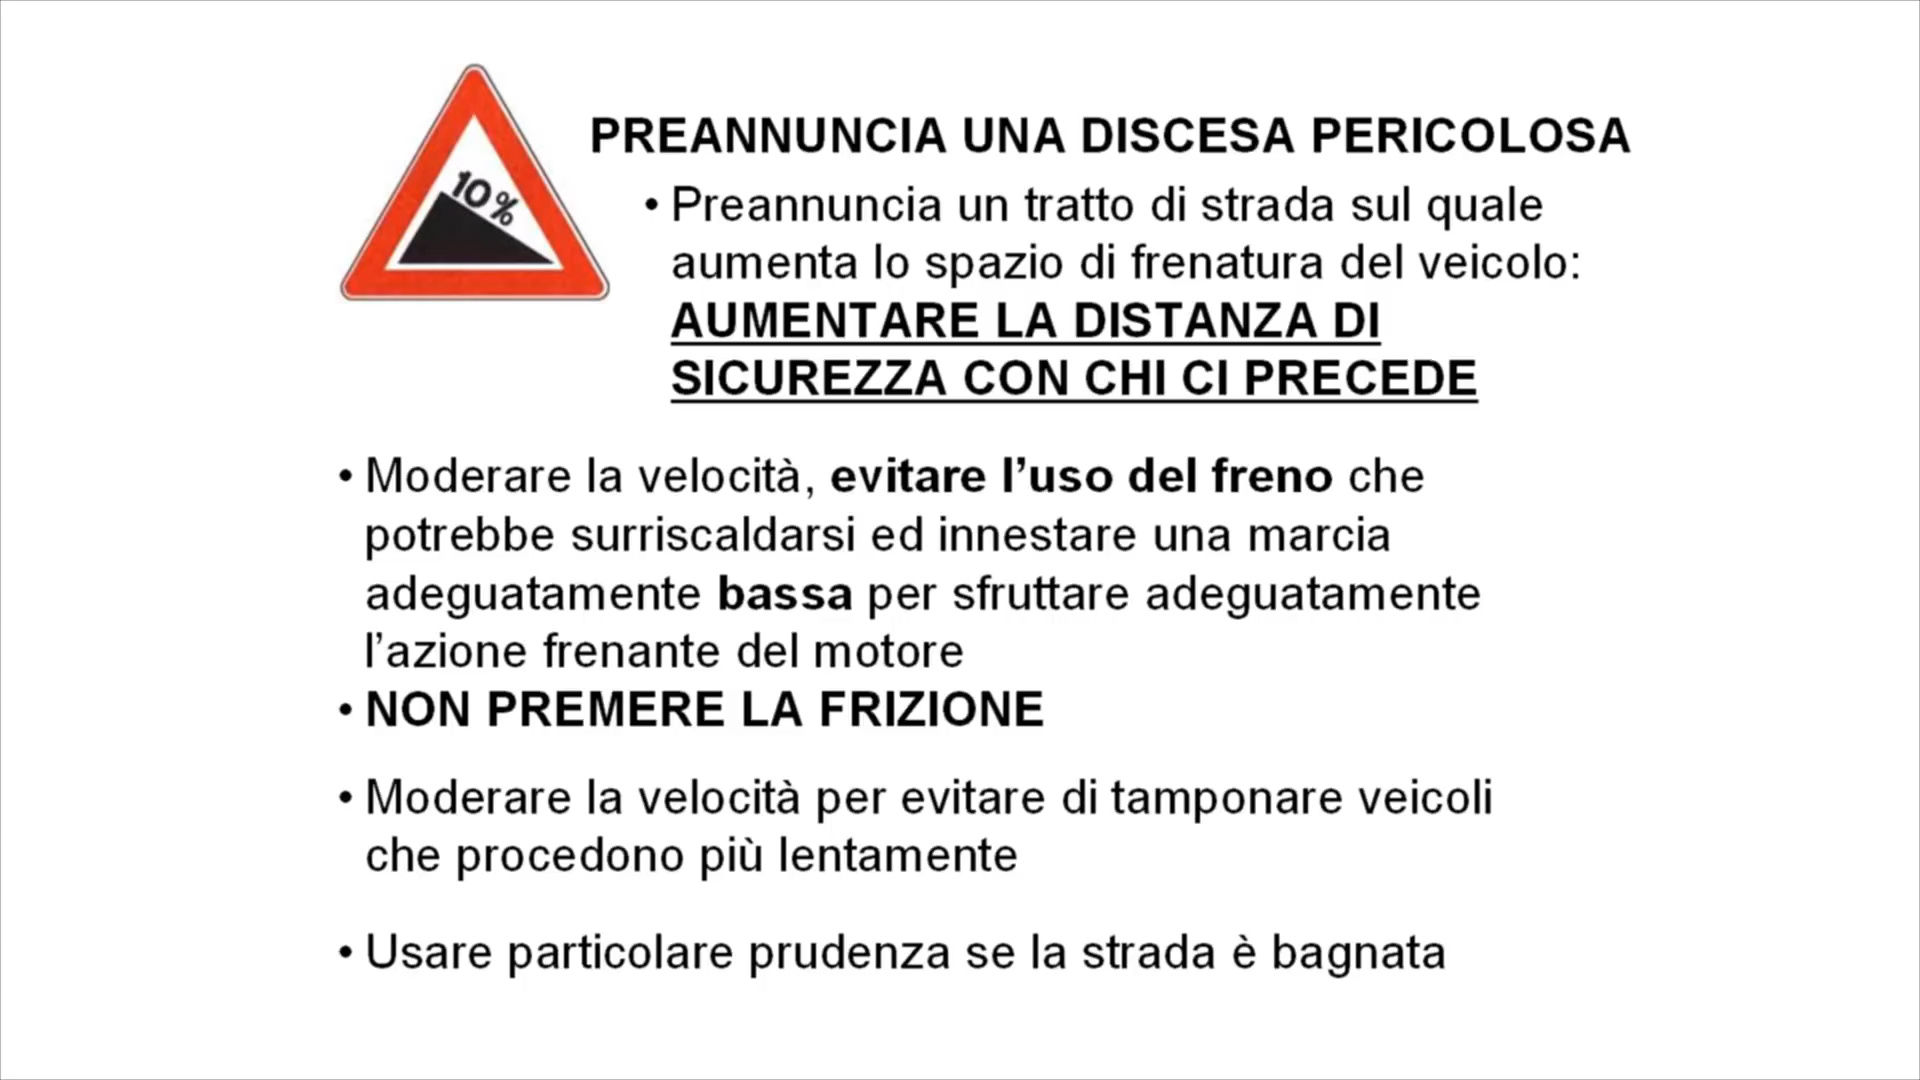 10%
PREANNUNCIA UNA DISCESA PERICOLOSA
• Preannuncia un tratto di strada sul quale
aumenta lo spazio di frenatura del veicolo:
AUMENTARE LA DISTANZA DI
SICUREZZA CON CHI CI PRECEDE
• Moderare la velocità, evitare l’uso del freno che
potrebbe surriscaldarsi ed innestare una marcia
adeguatamente bassa per sfruttare adeguatamente
l’azione frenante del motore
• NON PREMERE LA FRIZIONE
• Moderare la velocità per evitare di tamponare veicoli
che procedono più lentamente
• Usare particolare prudenza se la strada è bagnata